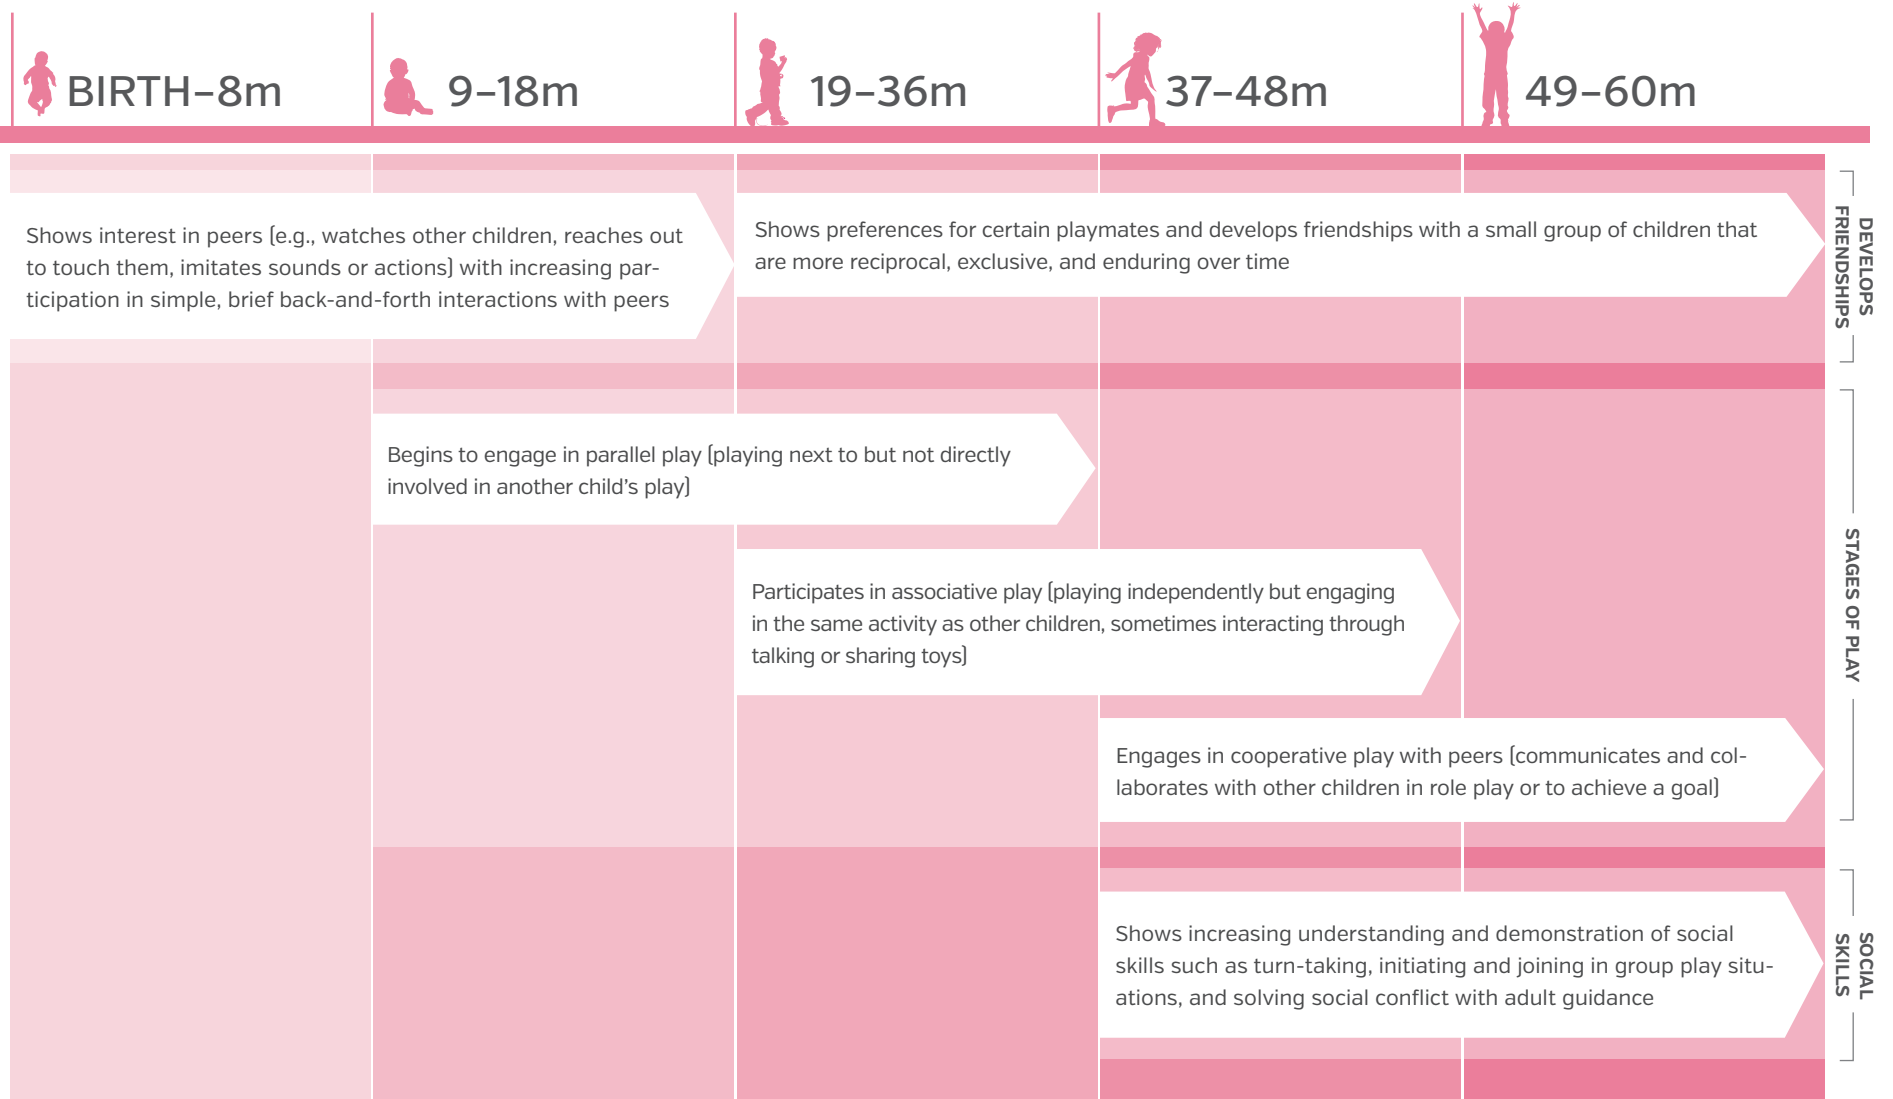 BIRTH–8m
9–18m
19–36m
37–48m
49–60m
Shows interest in peers (e.g., watches other children, reaches out
to touch them, imitates sounds or actions) with increasing par-
ticipation in simple, brief back-and-forth interactions with peers
Shows preferences for certain playmates and develops friendships with a small group of children that
are more reciprocal, exclusive, and enduring over time
DEVELOPS
FRIENDSHIPS
Begins to engage in parallel play (playing next to but not directly
involved in another child’s play)
Participates in associative play (playing independently but engaging
in the same activity as other children, sometimes interacting through
talking or sharing toys)
Engages in cooperative play with peers (communicates and col-
laborates with other children in role play or to achieve a goal)
STAGES OF PLAY
Shows increasing understanding and demonstration of social
skills such as turn-taking, initiating and joining in group play situ-
ations, and solving social conflict with adult guidance
SOCIAL
SKILLS